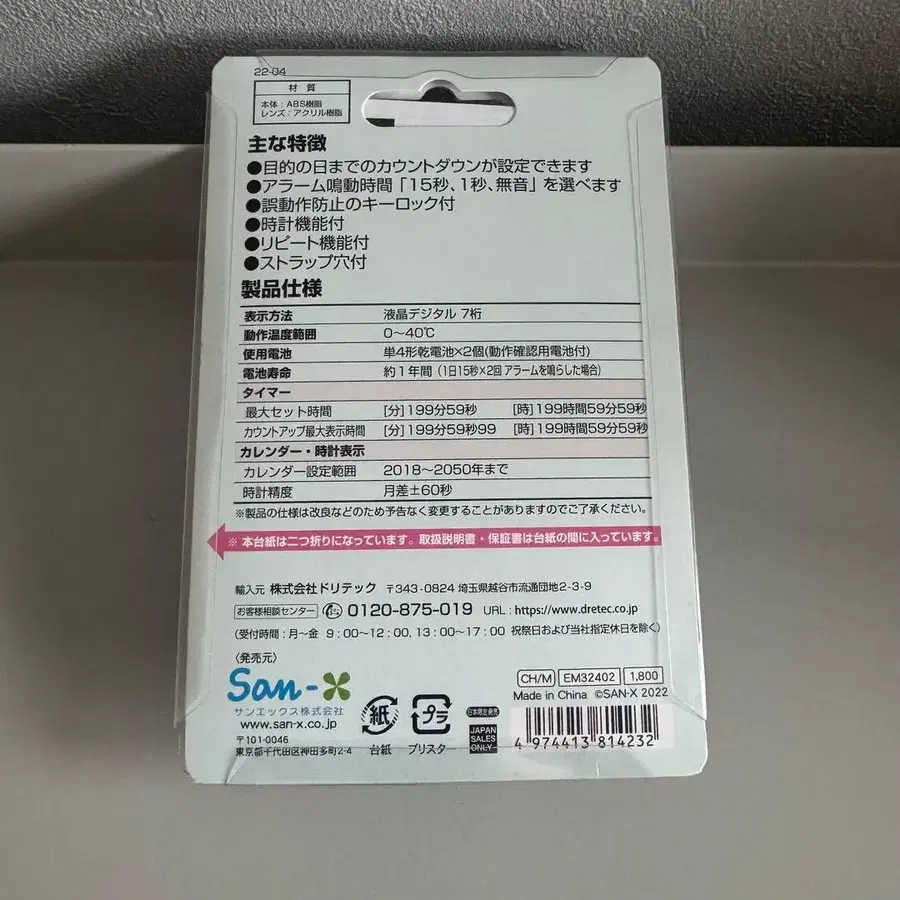 22-04
材質
本体：ABS樹脂
レンズ：アクリル樹脂
主な特徴
●目的の日までのカウントダウンが設定できます
●アラーム鳴動時間「15秒、1秒、無音」を選べます
●誤動作防止のキーロック付
●時計機能付
●リピート機能付
●ストラップ穴付
製品仕様
表示方法 液晶デジタル 7桁
動作温度範囲 0～40℃
使用電池 単4形乾電池×2個(動作確認用電池付)
電池寿命 約1年間（1日15秒×2回 アラームを鳴らした場合）
タイマー
最大セット時間 [分]199分59秒 [時]199時間59分59秒
カウントアップ最大表示時間 [分]199分59秒99 [時]199時間59分59秒
カレンダー・時計表示
カレンダー設定範囲 2018～2050年まで
時計精度 月差±60秒
※製品の仕様は改良などのため予告なく変更することがありますのでご了承ください。
※ 本台紙は二つ折りになっています。取扱説明書・保証書は台紙の間に入っています。
輸入元 株式会社ドリテック 〒343-0824 埼玉県越谷市流通団地2-3-9
お客様相談センター 0120-875-019 URL：https://www.dretec.co.jp
（受付時間：月～金 9：00～12：00、13：00～17：00 祝祭日および当社指定休日を除く）
〈発売元〉
San-X
サンエックス株式会社
www.san-x.co.jp
〒101-0046
東京都千代田区神田多町2-4
紙
台紙
プラ
ブリスター
日本限定発売
JAPAN
SALES
ONLY
CH/M EM32402 1,800
Made in China ©SAN-X 2022
4 974413 814232